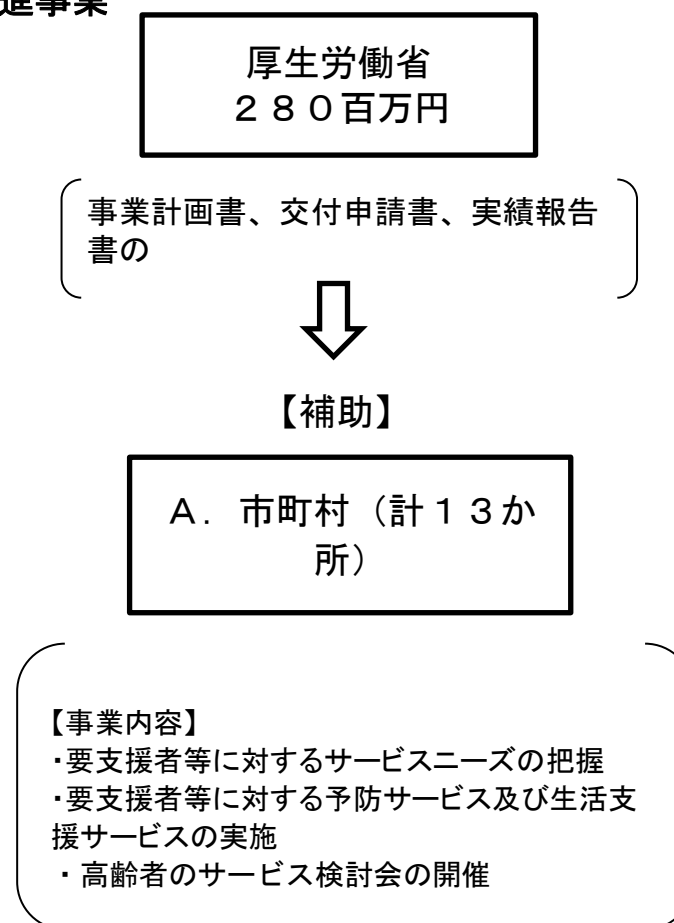 進事業
厚生労働省
２８０百万円
事業計画書、交付申請書、実績報告
書の
【補助】
Ａ．市町村（計１３か
所）
【事業内容】
・要支援者等に対するサービスニーズの把握
・要支援者等に対する予防サービス及び生活支
援サービスの実施
・高齢者のサービス検討会の開催